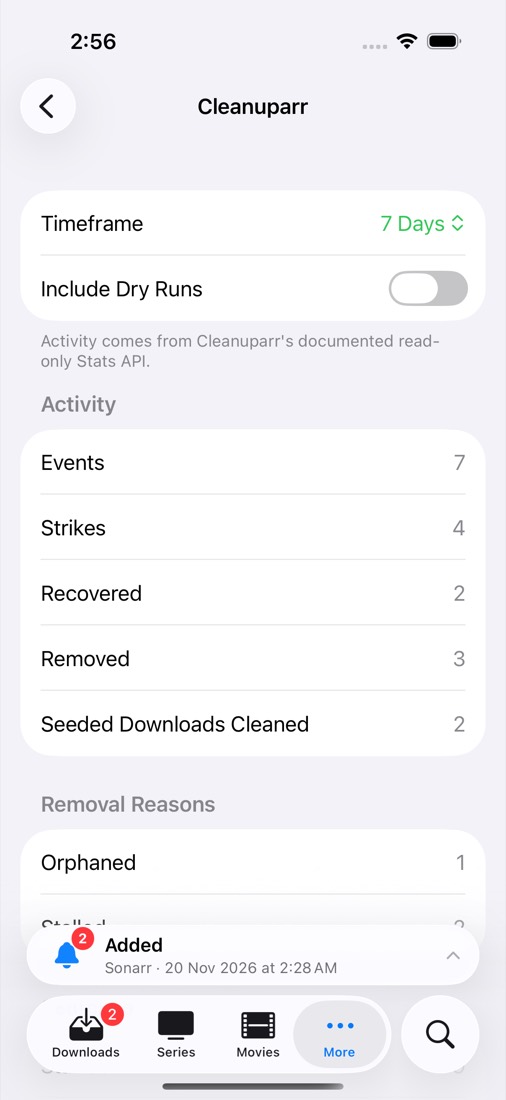 2:56
Cleanuparr
Timeframe
7 Days
Include Dry Runs
Activity comes from Cleanuparr's documented read-
only Stats API.
Activity
Events
7
Strikes
4
Recovered
2
Removed
3
Seeded Downloads Cleaned
2
Removal Reasons
Orphaned
1
Stalled
2
2
Added
Sonarr · 20 Nov 2026 at 2:28 AM
2
Downloads
Series
Movies
More